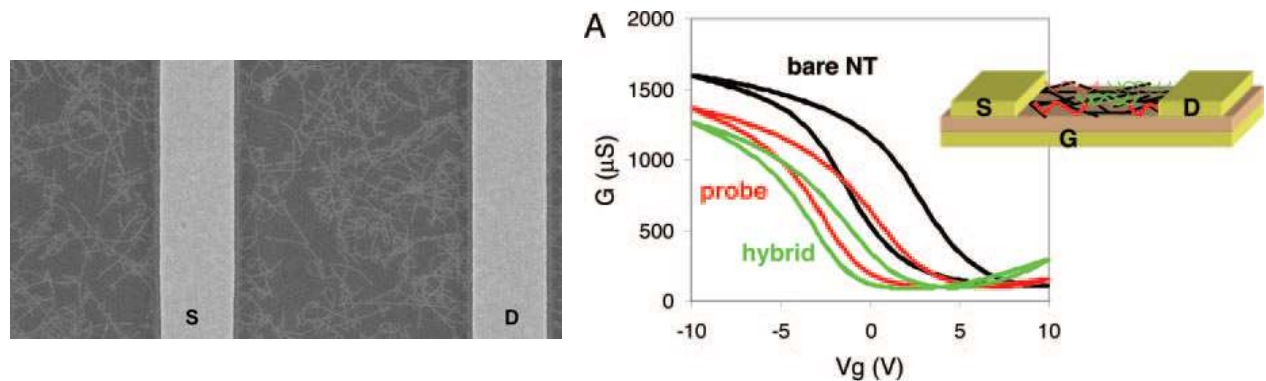 S
D
A
2000
1500
1000
500
0
G (μS)
bare NT
probe
hybrid
S
D
G
-10
-5
0
5
10
Vg (V)